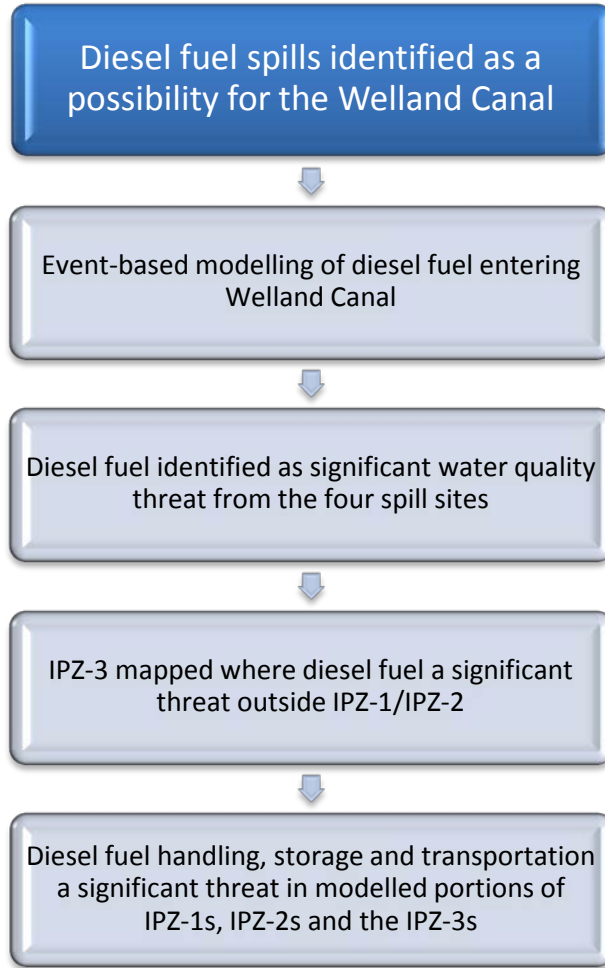 Diesel fuel spills identified as a
possibility for the Welland Canal
Event-based modelling of diesel fuel entering
Welland Canal
Diesel fuel identified as significant water quality
threat from the four spill sites
IPZ-3 mapped where diesel fuel a significant
threat outside IPZ-1/IPZ-2
Diesel fuel handling, storage and transportation
a significant threat in modelled portions of
IPZ-1s, IPZ-2s and the IPZ-3s